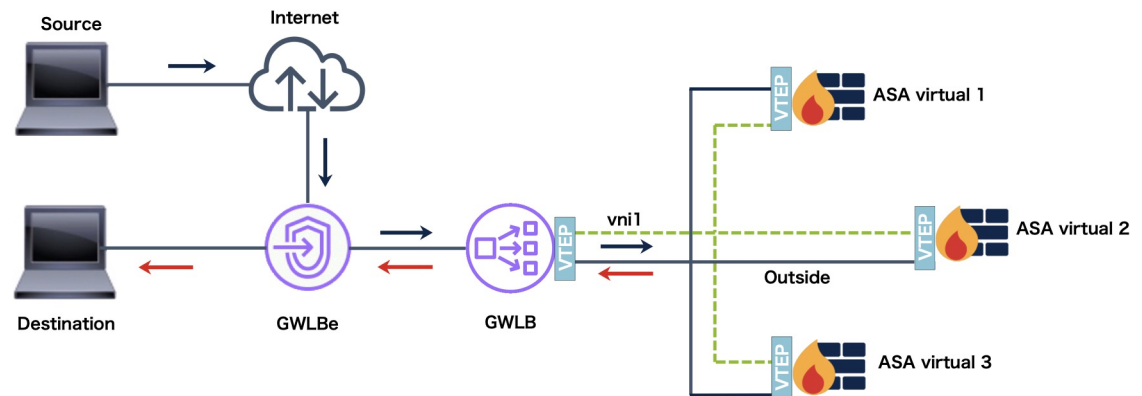 Source
Internet
VTEP
ASA virtual 1
vni1
VTEP
VTEP
ASA virtual 2
Outside
Destination
GWLBe
GWLB
VTEP
ASA virtual 3